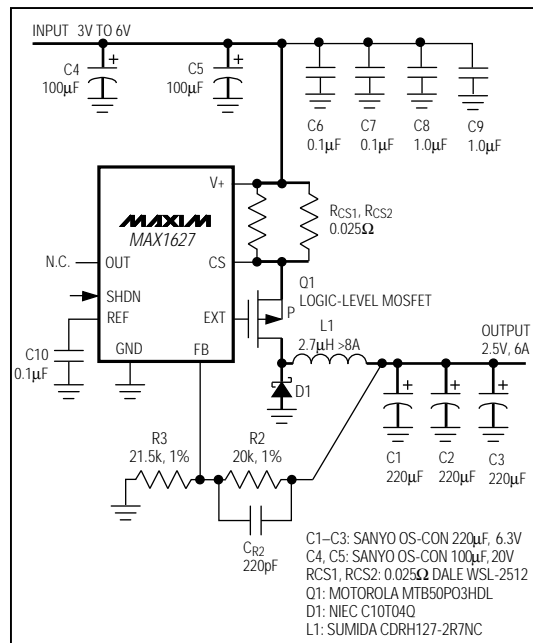 INPUT 3V TO 6V
C4
100µF
C5
100µF
C6
0.1µF
C7
0.1µF
C8
1.0µF
C9
1.0µF
V+
RCS1, RCS2
0.025Ω
MAXIM
MAX1627
N.C.
OUT
CS
SHDN
REF
EXT
Q1
LOGIC-LEVEL MOSFET
P
L1
2.7µH >8A
OUTPUT
2.5V, 6A
C10
0.1µF
GND
FB
D1
C1
220µF
C2
220µF
C3
220µF
R3
21.5k, 1%
R2
20k, 1%
CR2
220pF
C1–C3: SANYO OS-CON 220µF, 6.3V
C4, C5: SANYO OS-CON 100µF, 20V
RCS1, RCS2: 0.025Ω DALE WSL-2512
Q1: MOTOROLA MTB50PO3HDL
D1: NIEC C10T04Q
L1: SUMIDA CDRH127-2R7NC